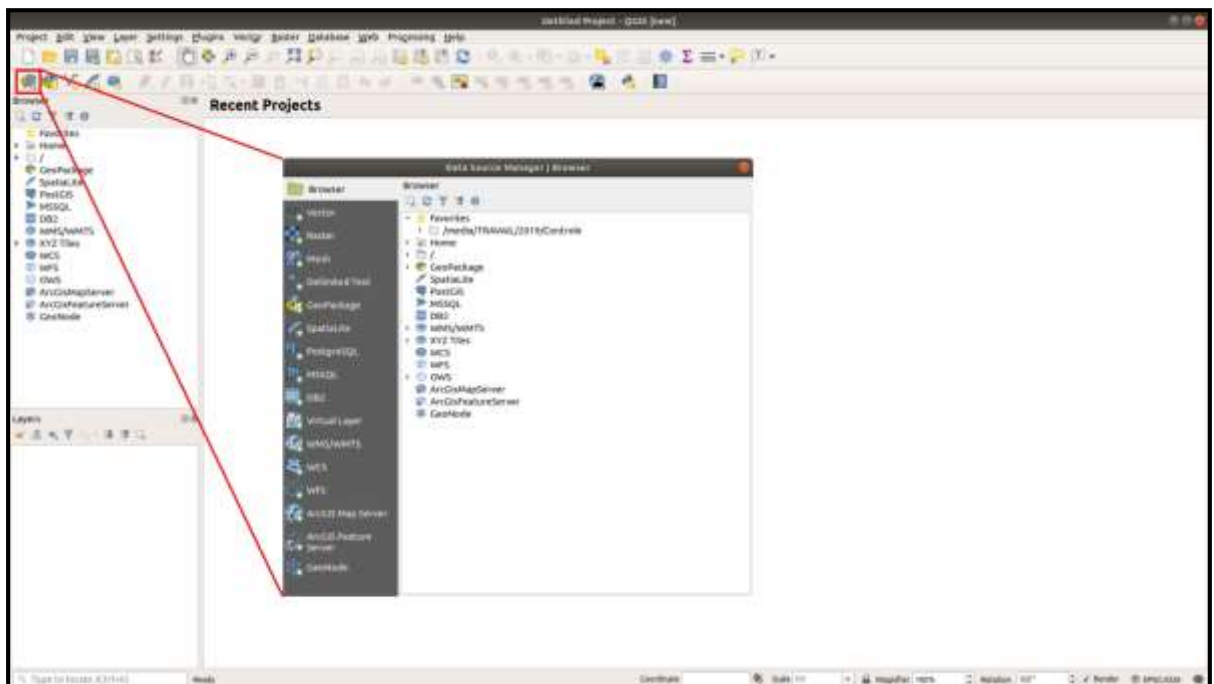 Untitled Project - QGIS [new]
Project Edit View Layer Settings Plugins Vector Raster Database Web Processing Help
Browser
Recent Projects
Favorites
Home
/
GeoPackage
SpatiaLite
PostGIS
MSSQL
DB2
WMS/WMTS
XYZ Tiles
WCS
WFS
OWS
ArcGisMapServer
ArcGisFeatureServer
GeoNode
Layers
Data Source Manager | Browser
Browser
Vector
Raster
Mesh
Delimited Text
GeoPackage
SpatiaLite
PostgreSQL
MSSQL
DB2
Virtual Layer
WMS/WMTS
WCS
WFS
ArcGIS Map Server
ArcGIS Feature
Server
GeoNode
Browser
Favorites
/media/TRAVAIL/2019/Controle
Home
/
GeoPackage
SpatiaLite
PostGIS
MSSQL
DB2
WMS/WMTS
XYZ Tiles
WCS
WFS
OWS
ArcGisMapServer
ArcGisFeatureServer
GeoNode
Type to locate (Ctrl+K) Ready Coordinate Scale Magnifier 100% Rotation Render